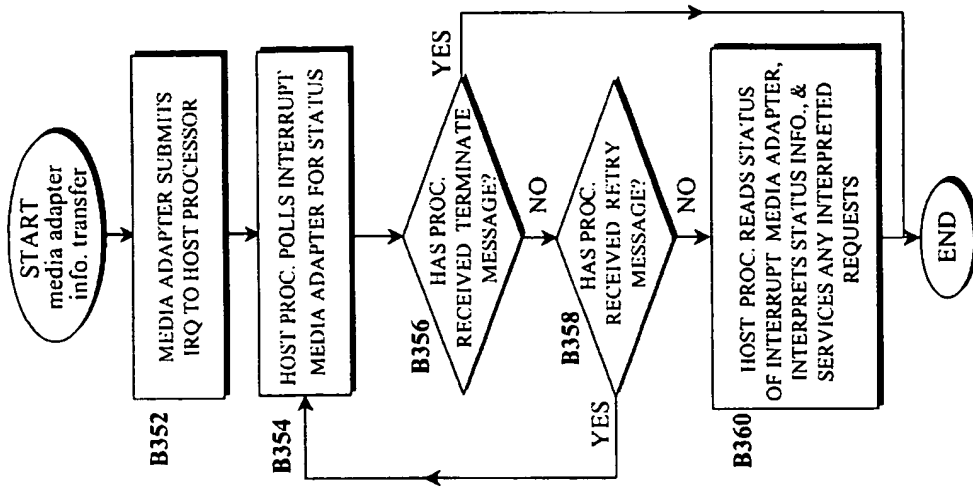 START
media adapter
info. transfer
B352
MEDIA ADAPTER SUBMITS
IRQ TO HOST PROCESSOR
B354
HOST PROC. POLLS INTERRUPT
MEDIA ADAPTER FOR STATUS
B356
HAS PROC.
RECEIVED TERMINATE
MESSAGE?
YES
NO
B358
HAS PROC.
RECEIVED RETRY
MESSAGE?
YES
NO
B360
HOST PROC. READS STATUS
OF INTERRUPT MEDIA ADAPTER,
INTERPRETS STATUS INFO., &
SERVICES ANY INTERPRETED
REQUESTS
END